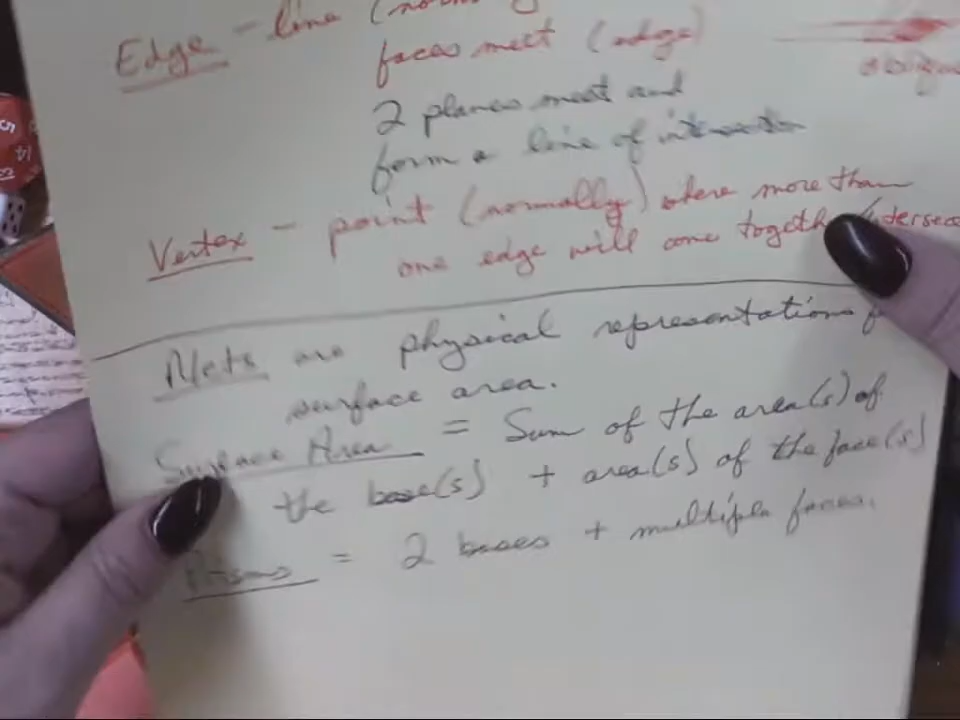 Edge - line (
faces meet (edge)
2 planes meet and
form a line of intersection
Vertex - point (normally) where more than
one edge will come together/intersec
Nets are physical representations
surface area.
Surface Area = Sum of the area(s) of
the base(s) + area(s) of the face(s)
Prisms = 2 bases + multiple faces.